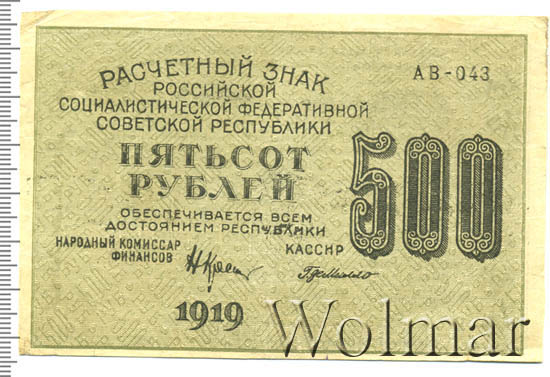 РАСЧЕТНЫЙ ЗНАК
АВ-043
РОССИЙСКОЙ
СОЦИАЛИСТИЧЕСКОЙ ФЕДЕРАТИВНОЙ
СОВЕТСКОЙ РЕСПУБЛИКИ
ПЯТЬСОТ
РУБЛЕЙ
500
ОБЕСПЕЧИВАЕТСЯ ВСЕМ
ДОСТОЯНИЕМ РЕСПУБЛИКИ
НАРОДНЫЙ КОМИССАР
ФИНАНСОВ
КАССИР
1919
Wolmar